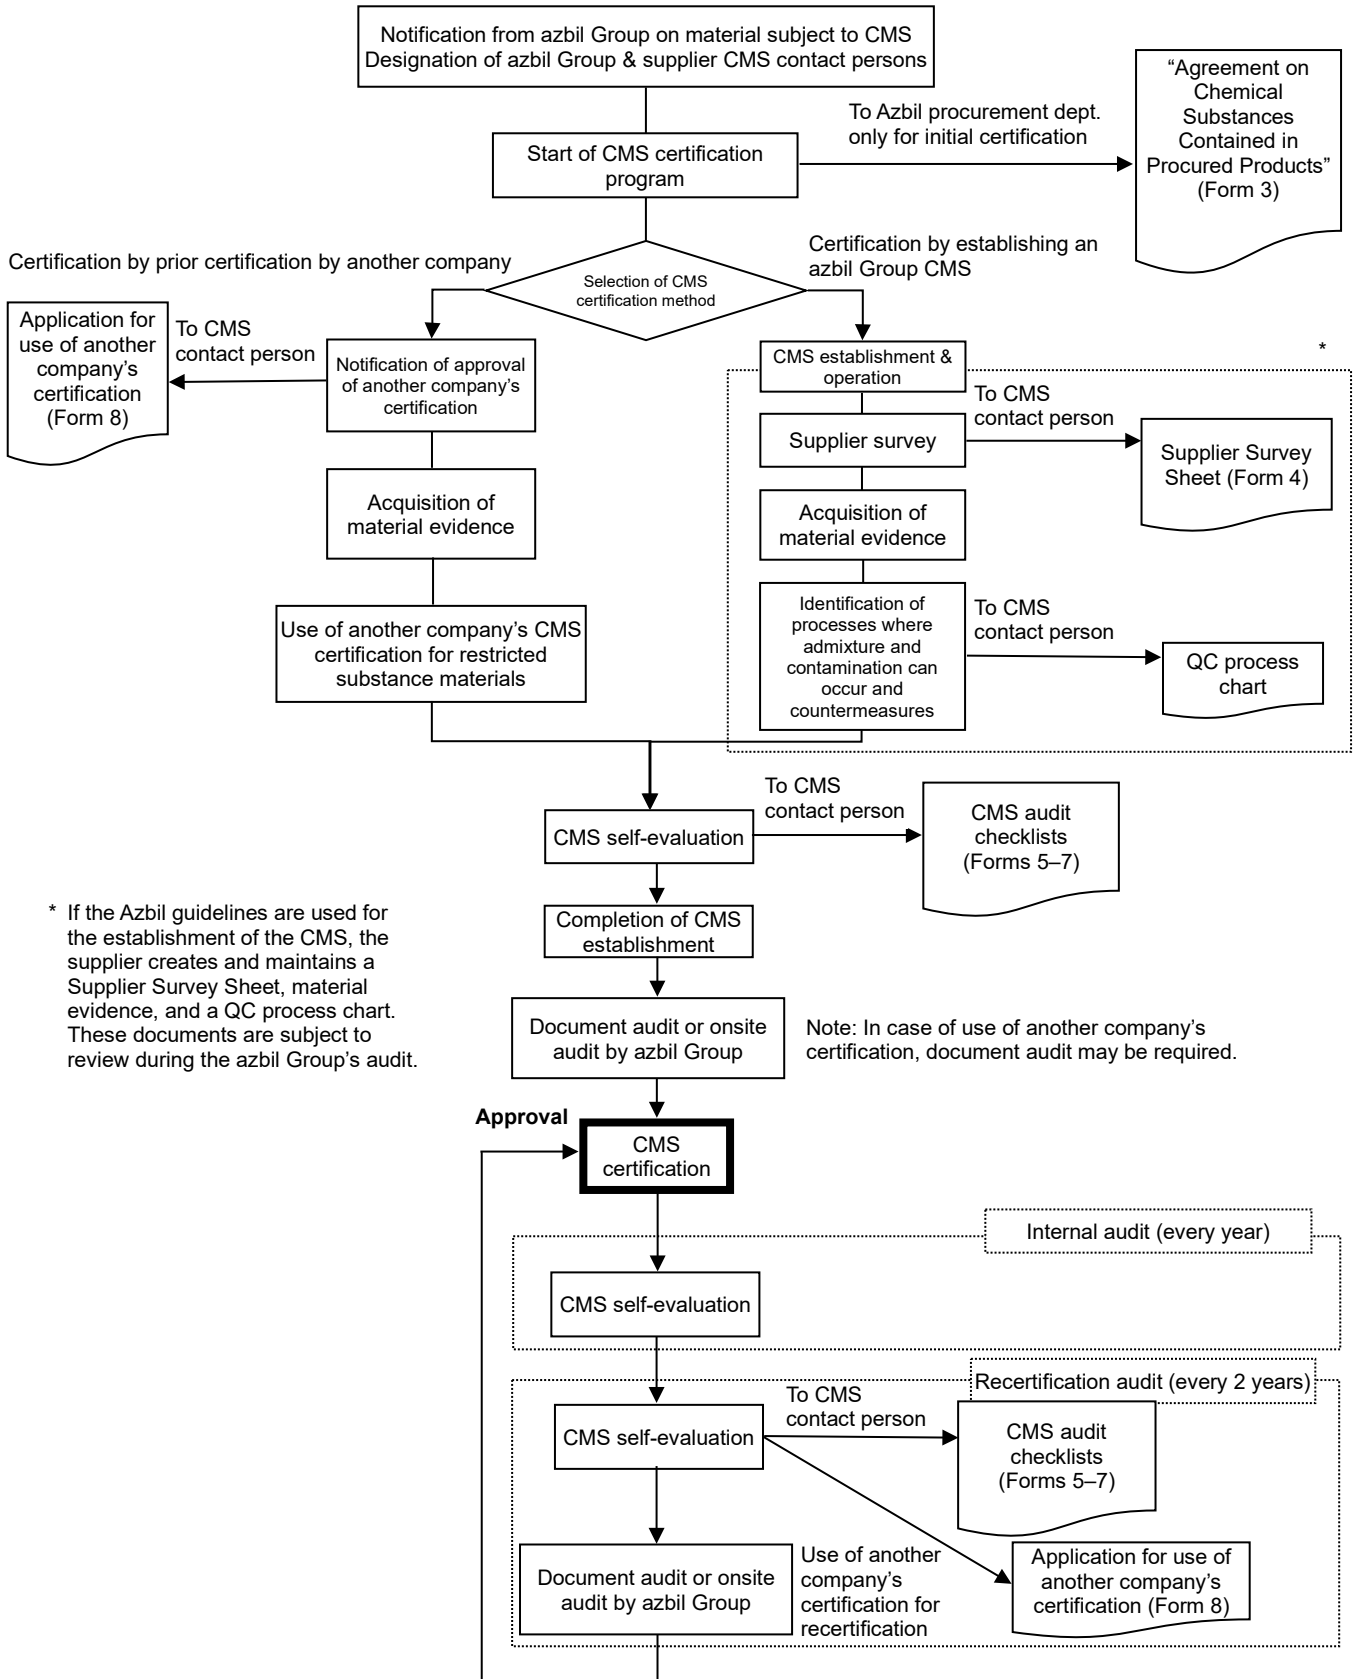 Notification from azbil Group on material subject to CMS
Designation of azbil Group & supplier CMS contact persons
“Agreement on
Chemical
Substances
Contained in
Procured Products”
(Form 3)
To Azbil procurement dept.
only for initial certification
Start of CMS certification
program
Certification by prior certification by another company
Certification by establishing an
azbil Group CMS
Selection of CMS
certification method
Application for
use of another
company’s
certification
(Form 8)
To CMS
contact person
Notification of approval
of another company’s
certification
Acquisition of
material evidence
Use of another company’s CMS
certification for restricted
substance materials
*
CMS establishment &
operation
To CMS
contact person
Supplier survey
Supplier Survey
Sheet (Form 4)
Acquisition of
material evidence
Identification of
processes where
admixture and
contamination can
occur and
countermeasures
To CMS
contact person
QC process
chart
To CMS
contact person
CMS self-evaluation
CMS audit
checklists
(Forms 5–7)
* If the Azbil guidelines are used for
the establishment of the CMS, the
supplier creates and maintains a
Supplier Survey Sheet, material
evidence, and a QC process chart.
These documents are subject to
review during the azbil Group’s audit.
Completion of CMS
establishment
Document audit or onsite
audit by azbil Group
Note: In case of use of another company’s
certification, document audit may be required.
Approval
CMS
certification
Internal audit (every year)
CMS self-evaluation
Recertification audit (every 2 years)
To CMS
contact person
CMS self-evaluation
CMS audit
checklists
(Forms 5–7)
Document audit or onsite
audit by azbil Group
Use of another
company’s
certification for
recertification
Application for use of
another company’s
certification (Form 8)